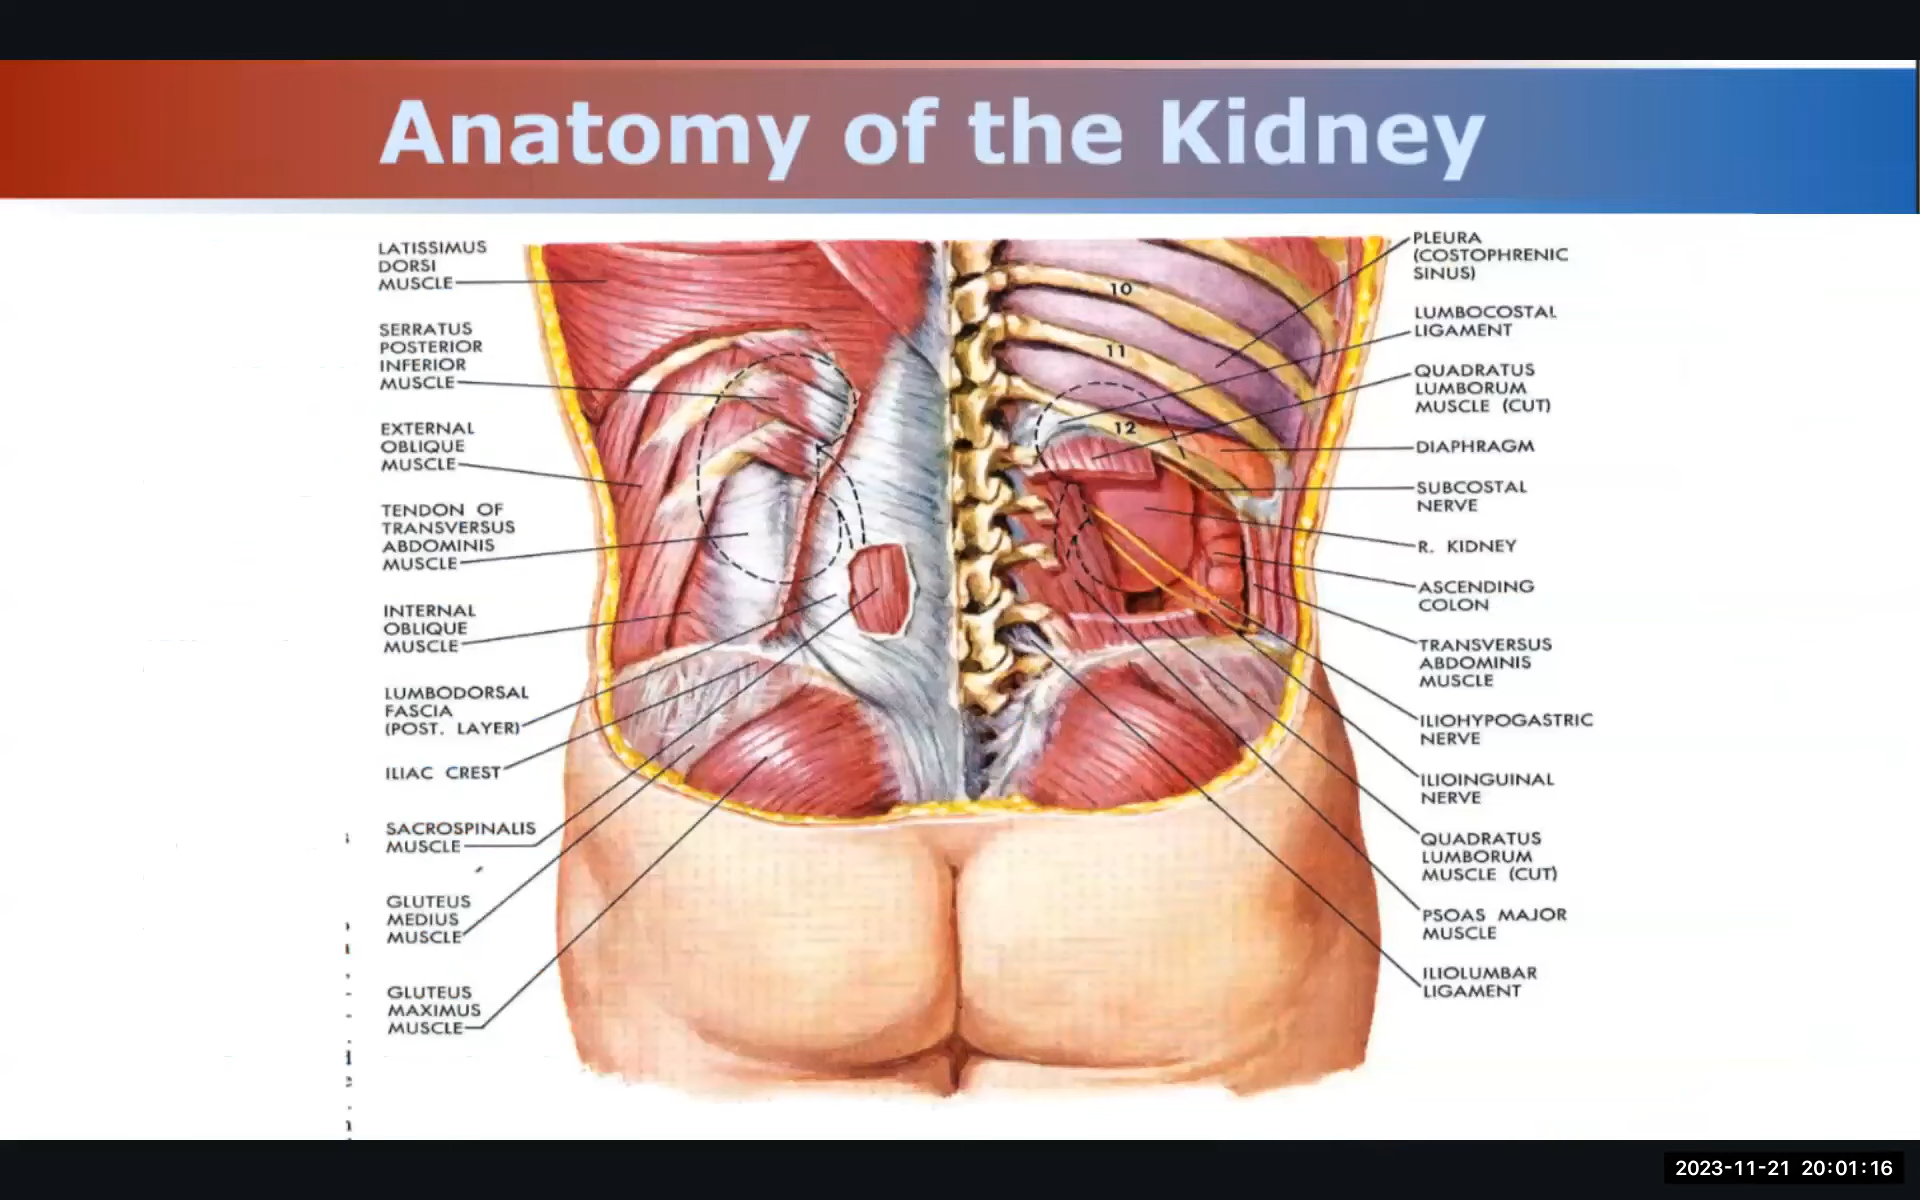 Anatomy of the Kidney
LATISSIMUS
DORSI
MUSCLE
SERRATUS
POSTERIOR
INFERIOR
MUSCLE
EXTERNAL
OBLIQUE
MUSCLE
TENDON OF
TRANSVERSUS
ABDOMINIS
MUSCLE
INTERNAL
OBLIQUE
MUSCLE
LUMBODORSAL
FASCIA
(POST. LAYER)
ILIAC CREST
SACROSPINALIS
MUSCLE
GLUTEUS
MEDIUS
MUSCLE
GLUTEUS
MAXIMUS
MUSCLE
10
11
12
PLEURA
(COSTOPHRENIC
SINUS)
LUMBOCOSTAL
LIGAMENT
QUADRATUS
LUMBORUM
MUSCLE (CUT)
DIAPHRAGM
SUBCOSTAL
NERVE
R. KIDNEY
ASCENDING
COLON
TRANSVERSUS
ABDOMINIS
MUSCLE
ILIOHYPOGASTRIC
NERVE
ILIOINGUINAL
NERVE
QUADRATUS
LUMBORUM
MUSCLE (CUT)
PSOAS MAJOR
MUSCLE
ILIOLUMBAR
LIGAMENT
2023-11-21 20:01:16